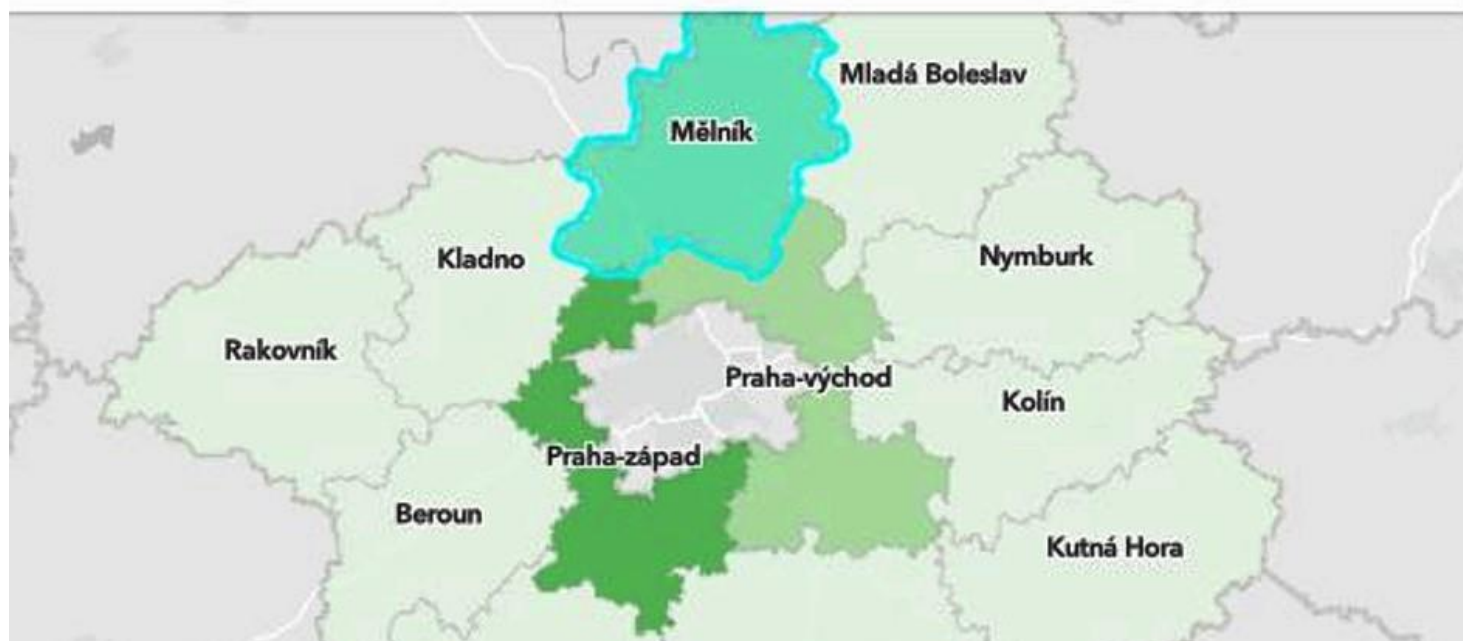 Mladá Boleslav
Mělník
Kladno
Nymburk
Rakovník
Praha-východ
Kolín
Praha-západ
Beroun
Kutná Hora